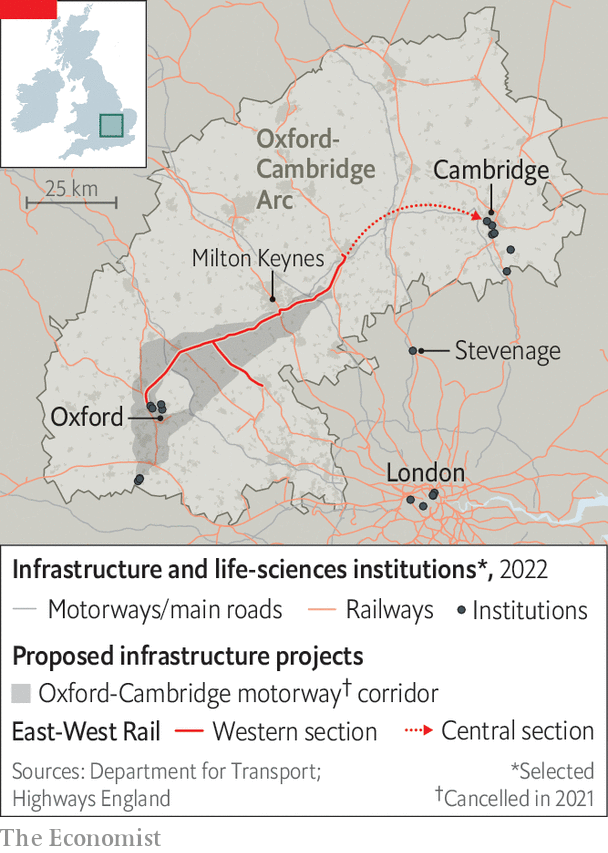 Oxford-
Cambridge
Arc
Cambridge
25 km
Milton Keynes
Stevenage
Oxford
London
Infrastructure and life-sciences institutions*, 2022
Motorways/main roads
Railways
Institutions
Proposed infrastructure projects
Oxford-Cambridge motorway† corridor
East-West Rail
Western section
Central section
Sources: Department for Transport;
Highways England
*Selected
†Cancelled in 2021
The Economist